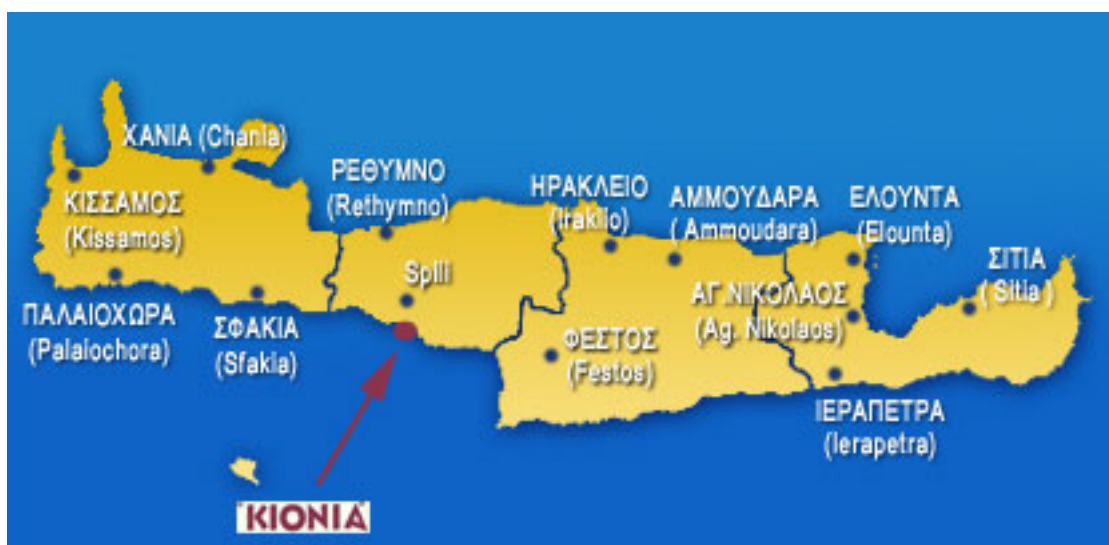 ΧΑΝΙΑ (Chania)
ΚΙΣΣΑΜΟΣ
(Kissamos)
ΠΑΛΑΙΟΧΩΡΑ
(Palaiochora)
ΣΦΑΚΙΑ
(Sfakia)
ΡΕΘΥΜΝΟ
(Rethymno)
Spili
ΗΡΑΚΛΕΙΟ
(Iraklio)
ΑΜΜΟΥΔΑΡΑ
( Ammoudara)
ΕΛΟΥΝΤΑ
(Elounta)
ΣΙΤΙΑ
( Sitia )
ΑΓ.ΝΙΚΟΛΑΟΣ
(Ag. Nikolaos)
ΦΕΣΤΟΣ
(Festos)
ΙΕΡΑΠΕΤΡΑ
(Ierapetra)
"ΚΙΟΝΙΑ"